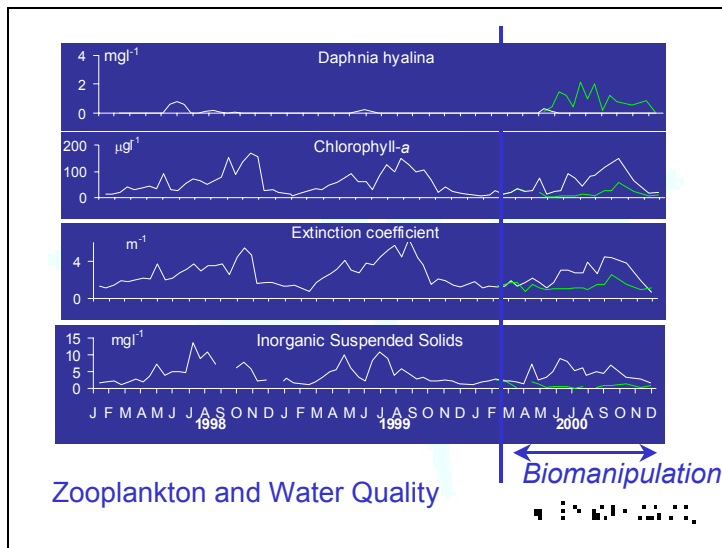 mgl-1
Daphnia hyalina
4
2
0
µgl-1
Chlorophyll-a
200
100
0
Extinction coefficient
m-1
4
0
mgl-1
Inorganic Suspended Solids
15
10
5
0
J F M A M J J A S O N D J F M A M J J A S O N D J F M A M J J A S O N D
1998 1999 2000
Biomanipulation
Zooplankton and Water Quality